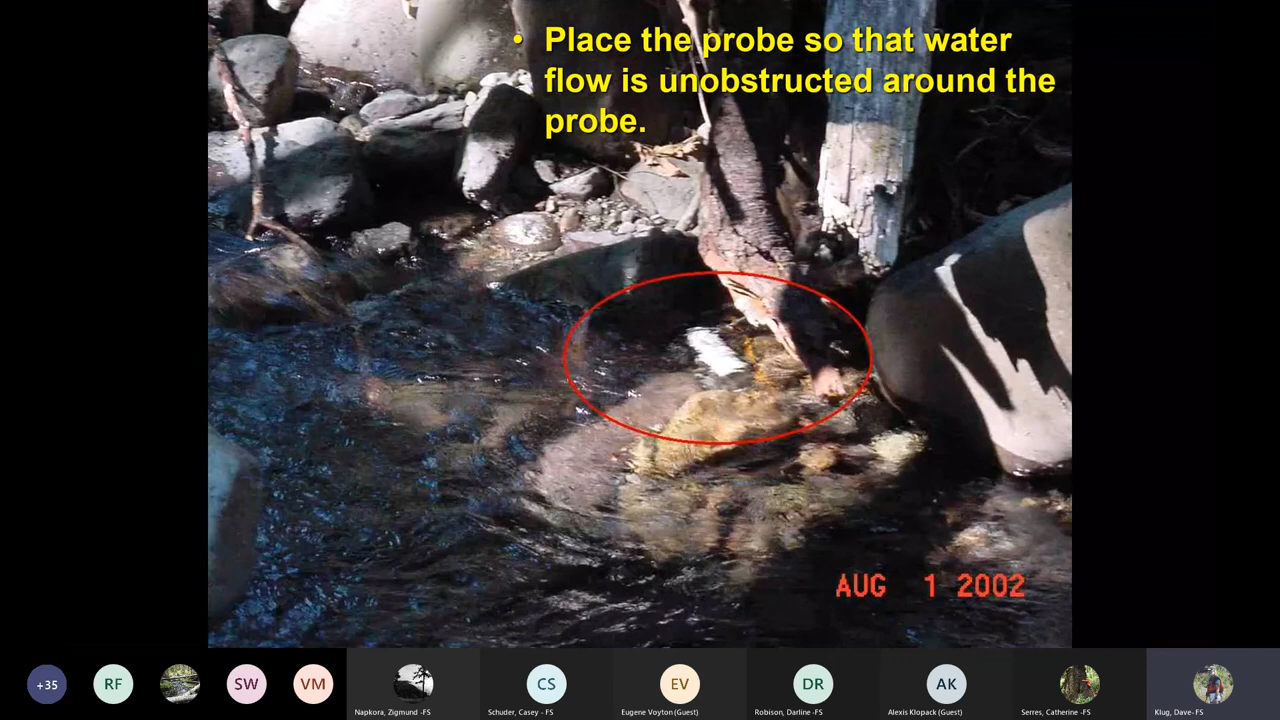 • Place the probe so that water
flow is unobstructed around the
probe.
AUG 1 2002
+35
RF
SW
VM
CS
EV
DR
AK
Napkora, Zigmund -FS
Schuder, Casey - FS
Eugene Voyton (Guest)
Robison, Darline -FS
Alexis Klopack (Guest)
Serres, Catherine -FS
Klug, Dave- FS